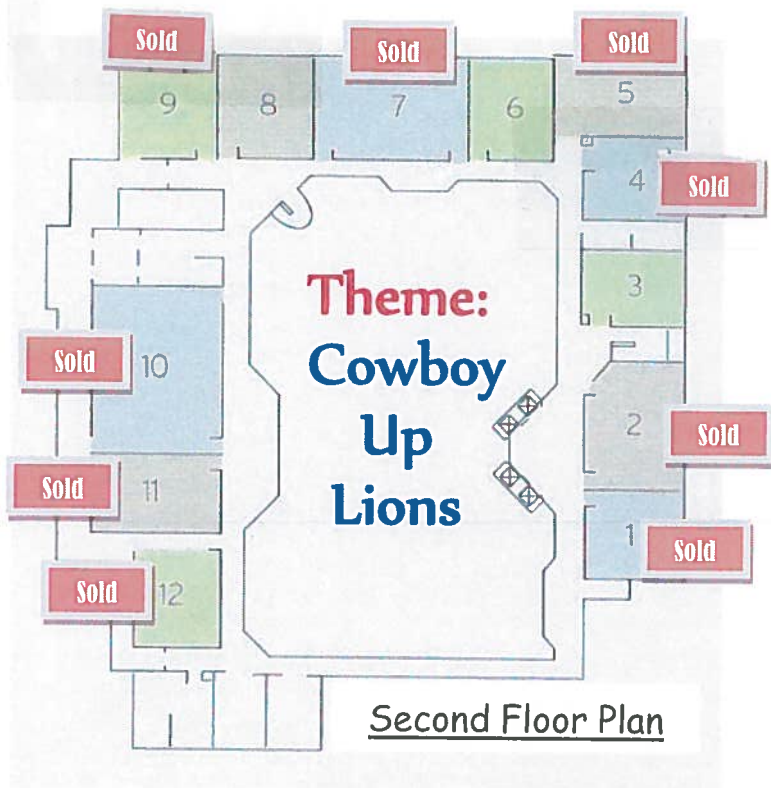 Sold
Sold
Sold
9
8
7
6
5
4
Sold
3
Theme:
Cowboy
Up
Lions
Sold
10
2
Sold
Sold
11
1
Sold
Sold
12
Second Floor Plan